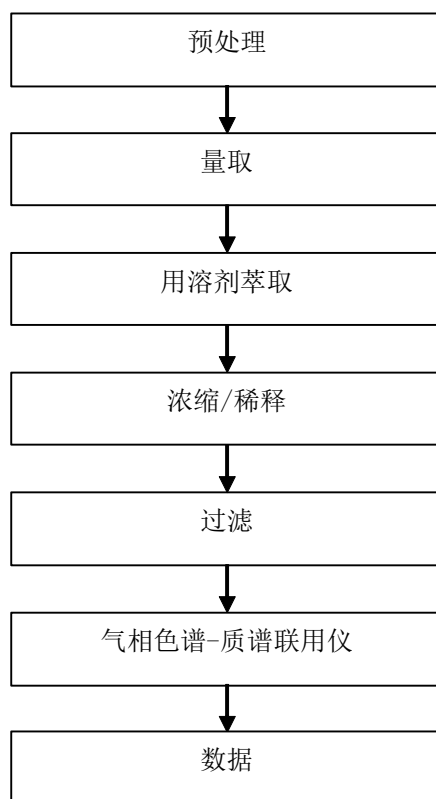 预处理
量取
用溶剂萃取
浓缩/稀释
过滤
气相色谱-质谱联用仪
数据